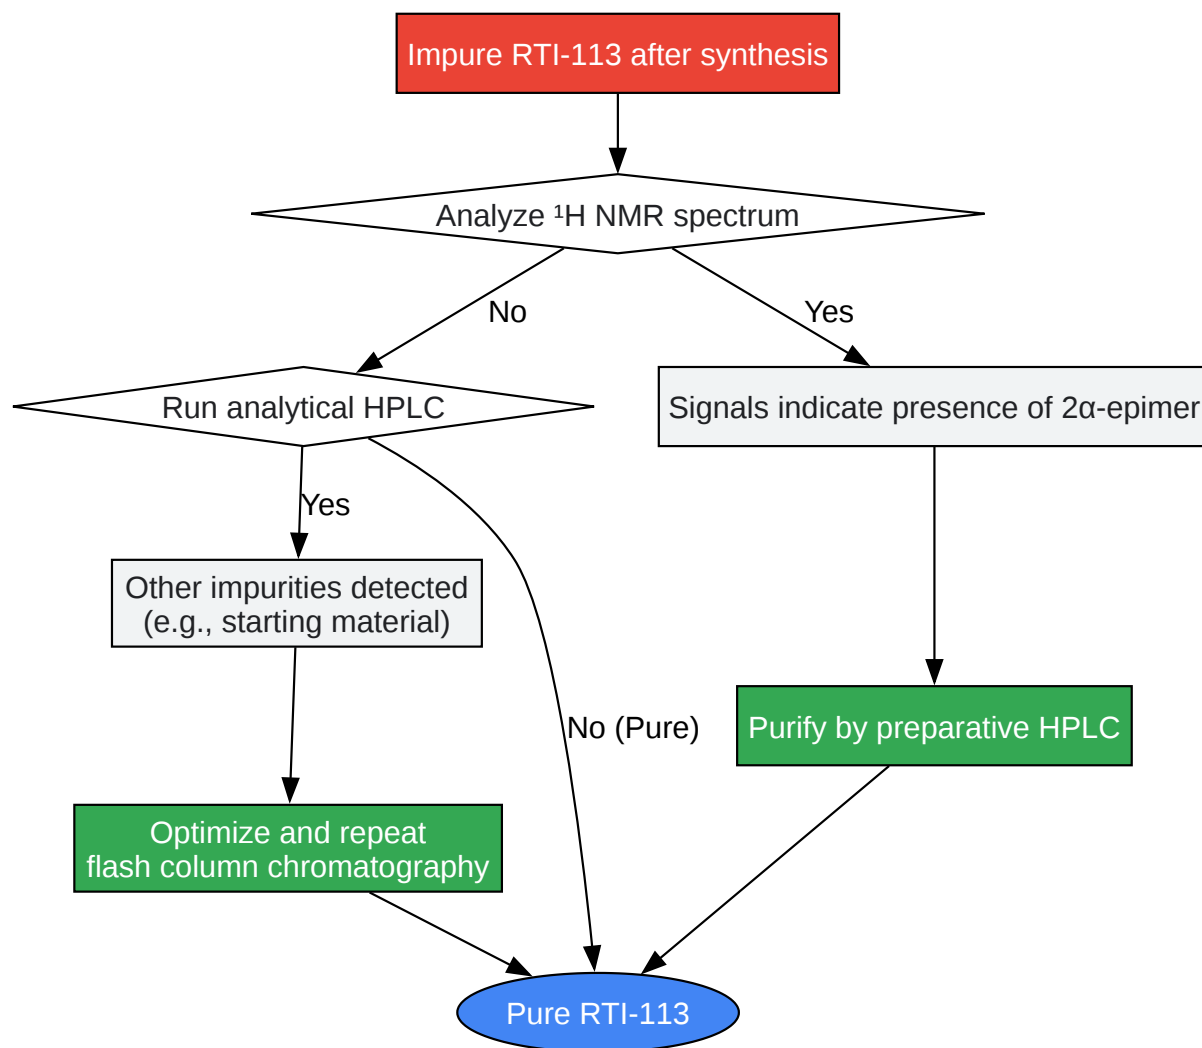 Impure RTI-113 after synthesis
Analyze ¹H NMR spectrum
No
Yes
Run analytical HPLC
Signals indicate presence of 2α-epimer
Yes
Other impurities detected
(e.g., starting material)
No (Pure)
Purify by preparative HPLC
Optimize and repeat
flash column chromatography
Pure RTI-113